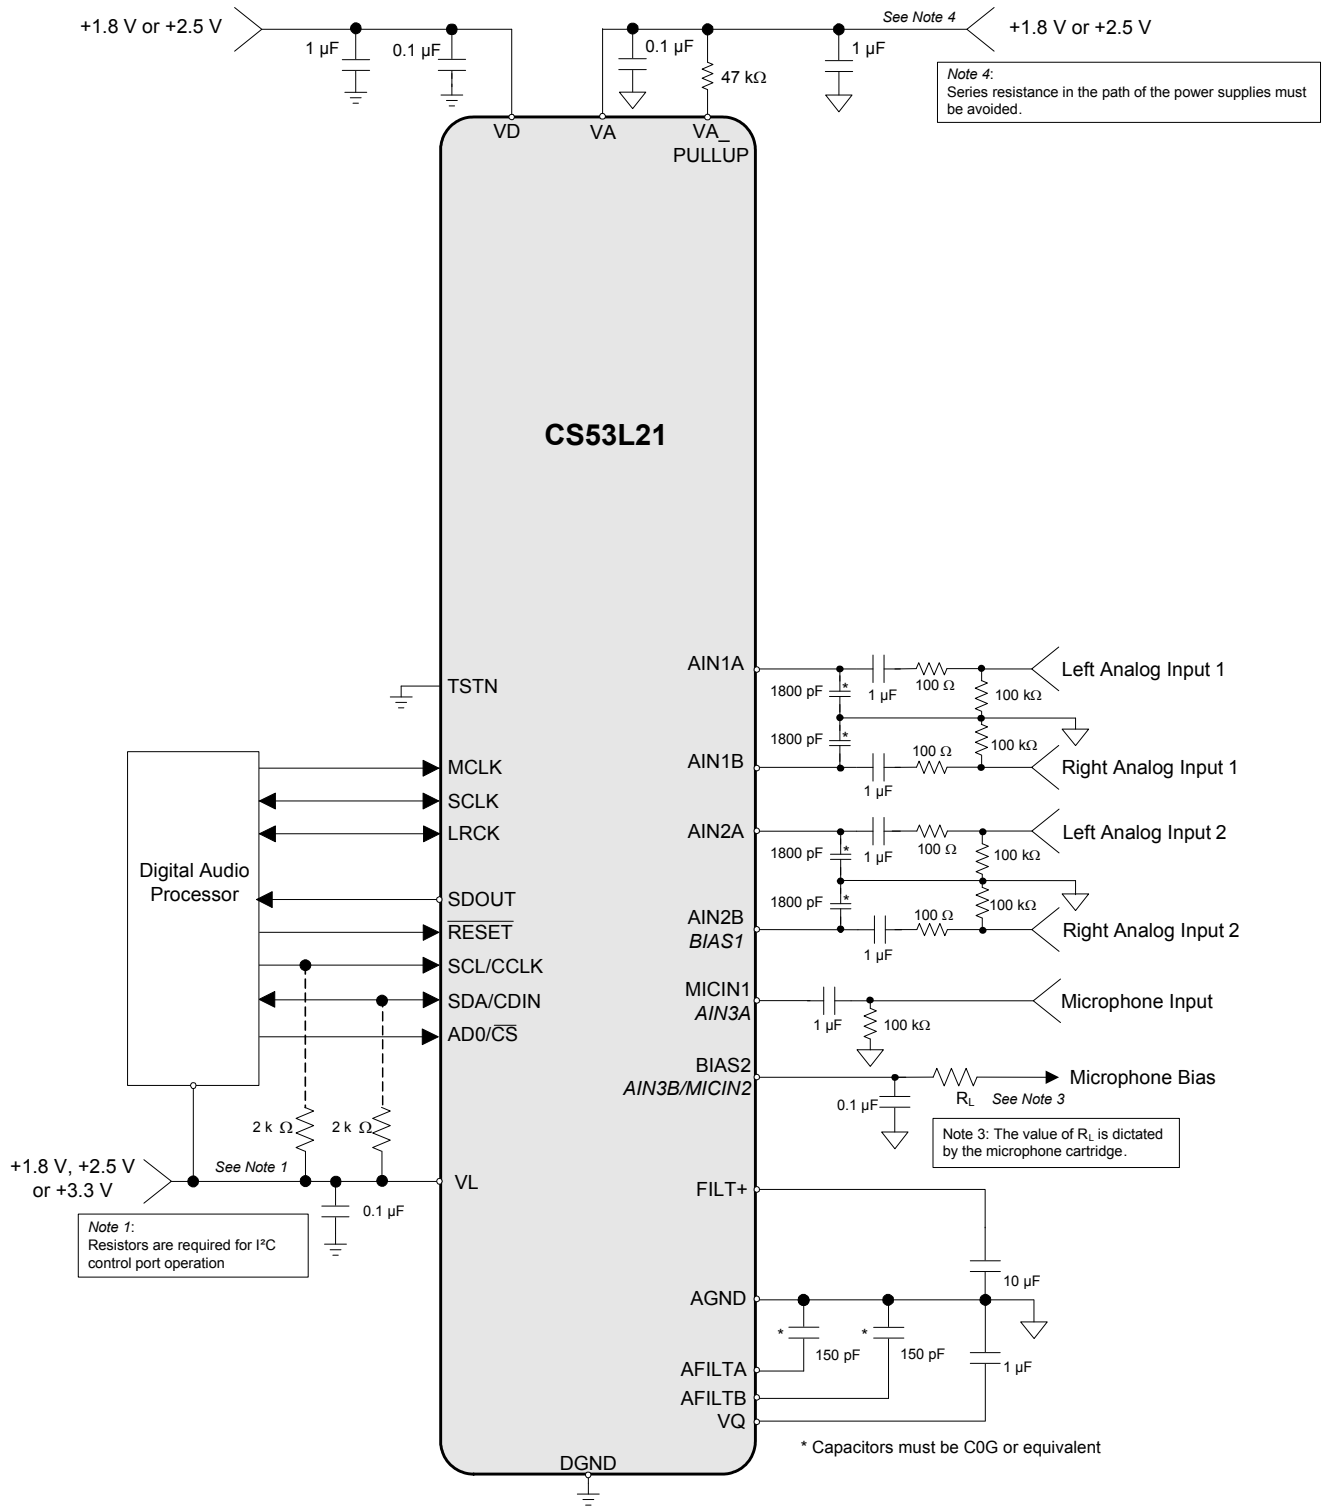 +1.8 V or +2.5 V
1 µF
0.1 µF
0.1 µF
47 kΩ
1 µF
See Note 4
+1.8 V or +2.5 V
Note 4:
Series resistance in the path of the power supplies must
be avoided.
VD
VA
VA_
PULLUP
CS53L21
TSTN
MCLK
SCLK
LRCK
SDOUT
RESET
SCL/CCLK
SDA/CDIN
AD0/CS
VL
Digital Audio
Processor
2 k Ω
2 k Ω
+1.8 V, +2.5 V
or +3.3 V
See Note 1
0.1 µF
Note 1:
Resistors are required for I²C
control port operation
AIN1A
1800 pF
*
1 µF
100 Ω
100 kΩ
Left Analog Input 1
1800 pF
*
AIN1B
1 µF
100 Ω
100 kΩ
Right Analog Input 1
AIN2A
1800 pF
*
1 µF
100 Ω
100 kΩ
Left Analog Input 2
1800 pF
*
AIN2B
BIAS1
1 µF
100 Ω
100 kΩ
Right Analog Input 2
MICIN1
AIN3A
1 µF
100 kΩ
Microphone Input
BIAS2
AIN3B/MICIN2
0.1 µF
RL
See Note 3
Microphone Bias
Note 3: The value of RL is dictated
by the microphone cartridge.
FILT+
10 µF
AGND
*
150 pF
*
150 pF
1 µF
AFILTA
AFILTB
VQ
* Capacitors must be C0G or equivalent
DGND